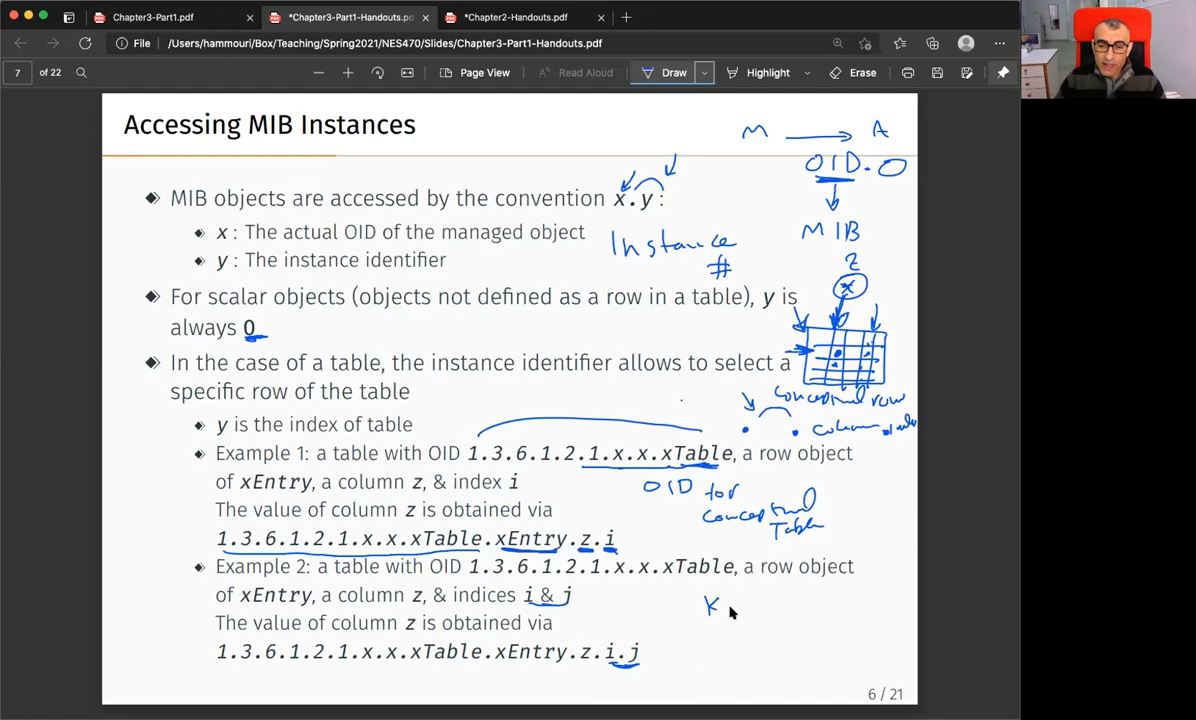 Chapter3-Part1.pdf
*Chapter3-Part1-Handouts.pd
*Chapter2-Handouts.pdf
File /Users/hammouri/Box/Teaching/Spring2021/NES470/Slides/Chapter3-Part1-Handouts.pdf
7 of 22 Page View Read Aloud Draw Highlight Erase
Accessing MIB Instances
M A
OID.0
MIB
MIB objects are accessed by the convention x.y:
x : The actual OID of the managed object
y : The instance identifier
Instance
#
z
x
For scalar objects (objects not defined as a row in a table), y is
always 0
In the case of a table, the instance identifier allows to select a
specific row of the table
conceptual row
y is the index of table
Example 1: a table with OID 1.3.6.1.2.1.x.x.xTable, a row object
of xEntry, a column z, & index i
OID for
Conceptual
Table
The value of column z is obtained via
1.3.6.1.2.1.x.x.xTable.xEntry.z.i
Example 2: a table with OID 1.3.6.1.2.1.x.x.xTable, a row object
of xEntry, a column z, & indices i & j
K
The value of column z is obtained via
1.3.6.1.2.1.x.x.xTable.xEntry.z.i.j
6 / 21